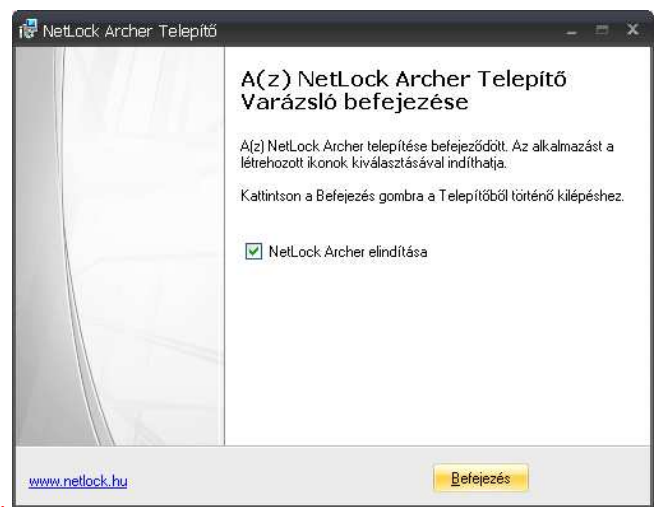 NetLock Archer Telepítő
A(z) NetLock Archer Telepítő
Varázsló befejezése
A(z) NetLock Archer telepítése befejeződött. Az alkalmazást a
létrehozott ikonok kiválasztásával indíthatja.
Kattintson a Befejezés gombra a Telepítőből történő kilépéshez.
NetLock Archer elindítása
www.netlock.hu
Befejezés